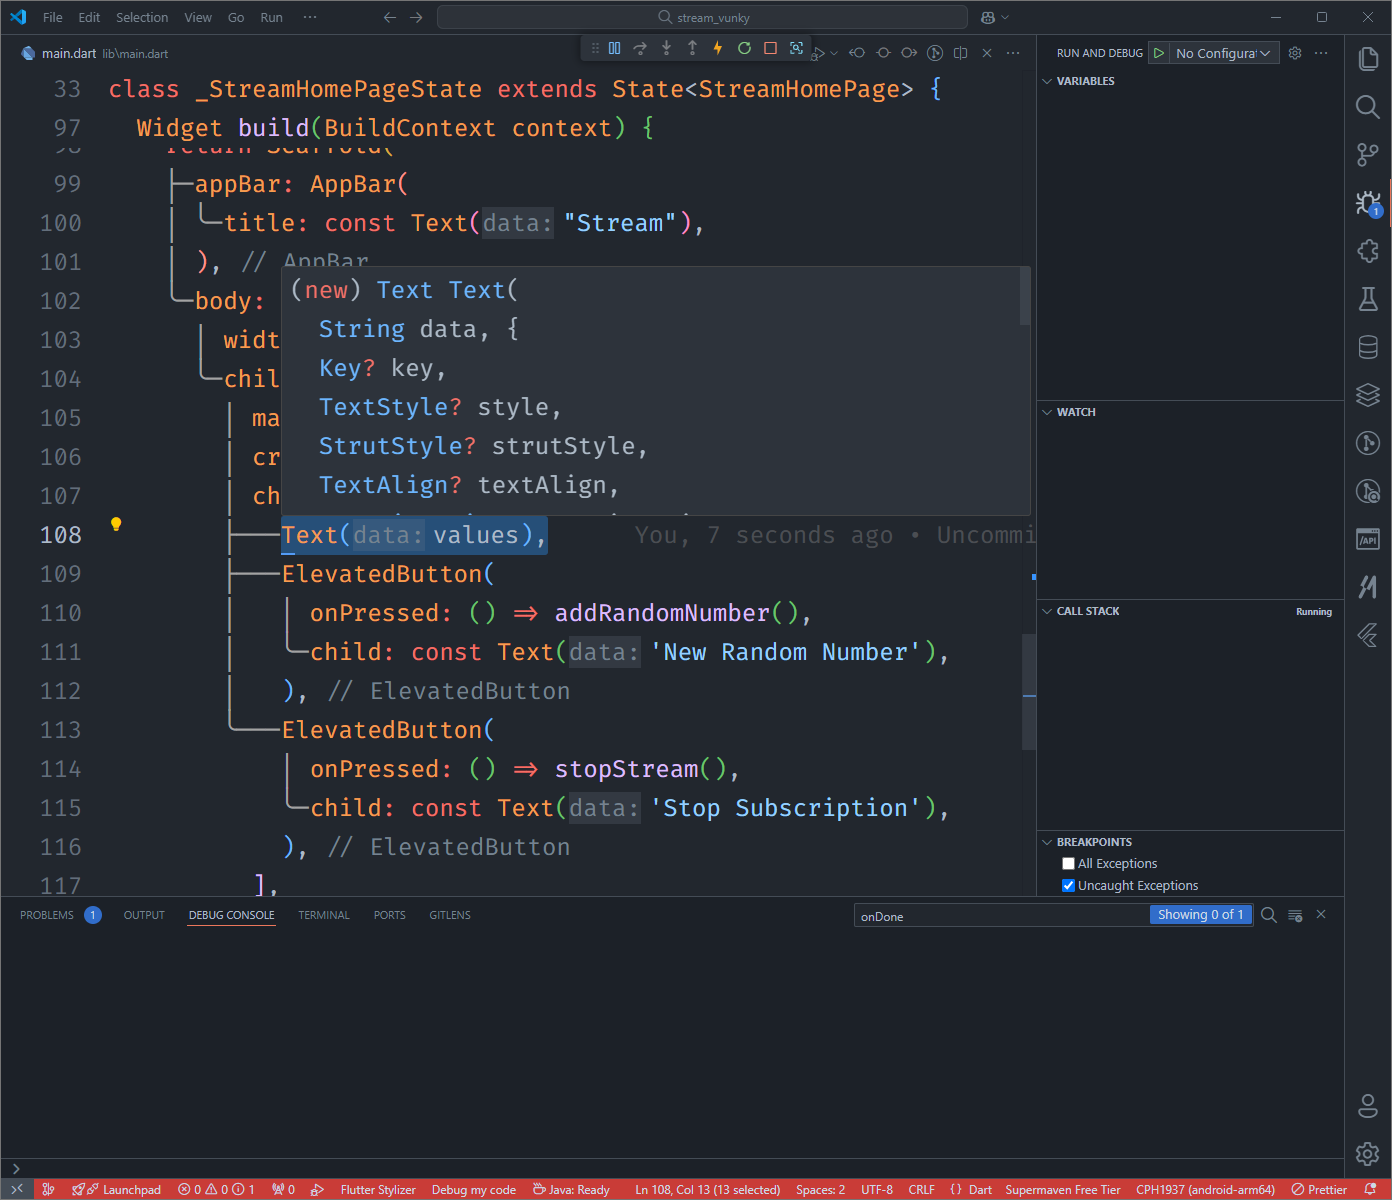 File Edit Selection View Go Run ··· stream_vunky
main.dart lib\main.dart
33 class _StreamHomePageState extends State<StreamHomePage> {
97 Widget build(BuildContext context) {
98 return Scaffold(
99 appBar: AppBar(
100 title: const Text(data: "Stream"),
101 ), // AppBar
102 body:
103 widt
104 chil
105 ma
106 cr
107 ch
(new) Text Text(
String data, {
Key? key,
TextStyle? style,
StrutStyle? strutStyle,
TextAlign? textAlign,
108 Text(data: values), You, 7 seconds ago • Uncommi
109 ElevatedButton(
110 onPressed: () => addRandomNumber(),
111 child: const Text(data: 'New Random Number'),
112 ), // ElevatedButton
113 ElevatedButton(
114 onPressed: () => stopStream(),
115 child: const Text(data: 'Stop Subscription'),
116 ), // ElevatedButton
117 ],
RUN AND DEBUG No Configurat
VARIABLES
WATCH
CALL STACK Running
BREAKPOINTS
All Exceptions
Uncaught Exceptions
1
/API
PROBLEMS 1 OUTPUT DEBUG CONSOLE TERMINAL PORTS GITLENS onDone Showing 0 of 1
Launchpad 0 0 1 0 Flutter Stylizer Debug my code Java: Ready Ln 108, Col 13 (13 selected) Spaces: 2 UTF-8 CRLF {} Dart Supermaven Free Tier CPH1937 (android-arm64) Prettier